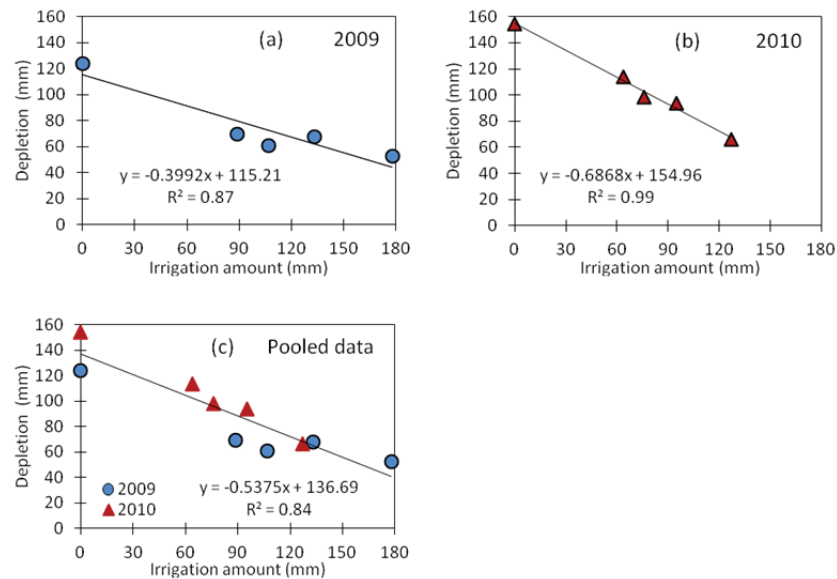 (a) 2009
160
140
120
100
80
60
40
20
0
Depletion (mm)
y = -0.3992x + 115.21
R² = 0.87
0 30 60 90 120 150 180
Irrigation amount (mm)
(b) 2010
160
140
120
100
80
60
40
20
0
Depletion (mm)
y = -0.6868x + 154.96
R² = 0.99
0 30 60 90 120 150 180
Irrigation amount (mm)
(c) Pooled data
160
140
120
100
80
60
40
20
0
Depletion (mm)
2009
2010
y = -0.5375x + 136.69
R² = 0.84
0 30 60 90 120 150 180
Irrigation amount (mm)